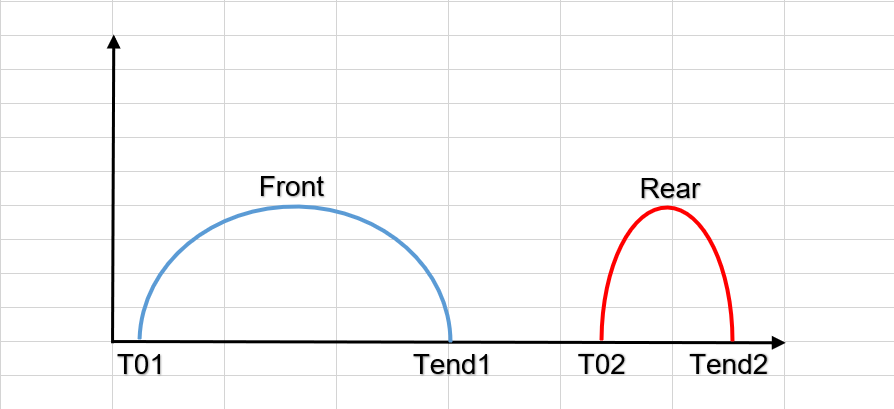 Front
Rear
T01
Tend1
T02
Tend2